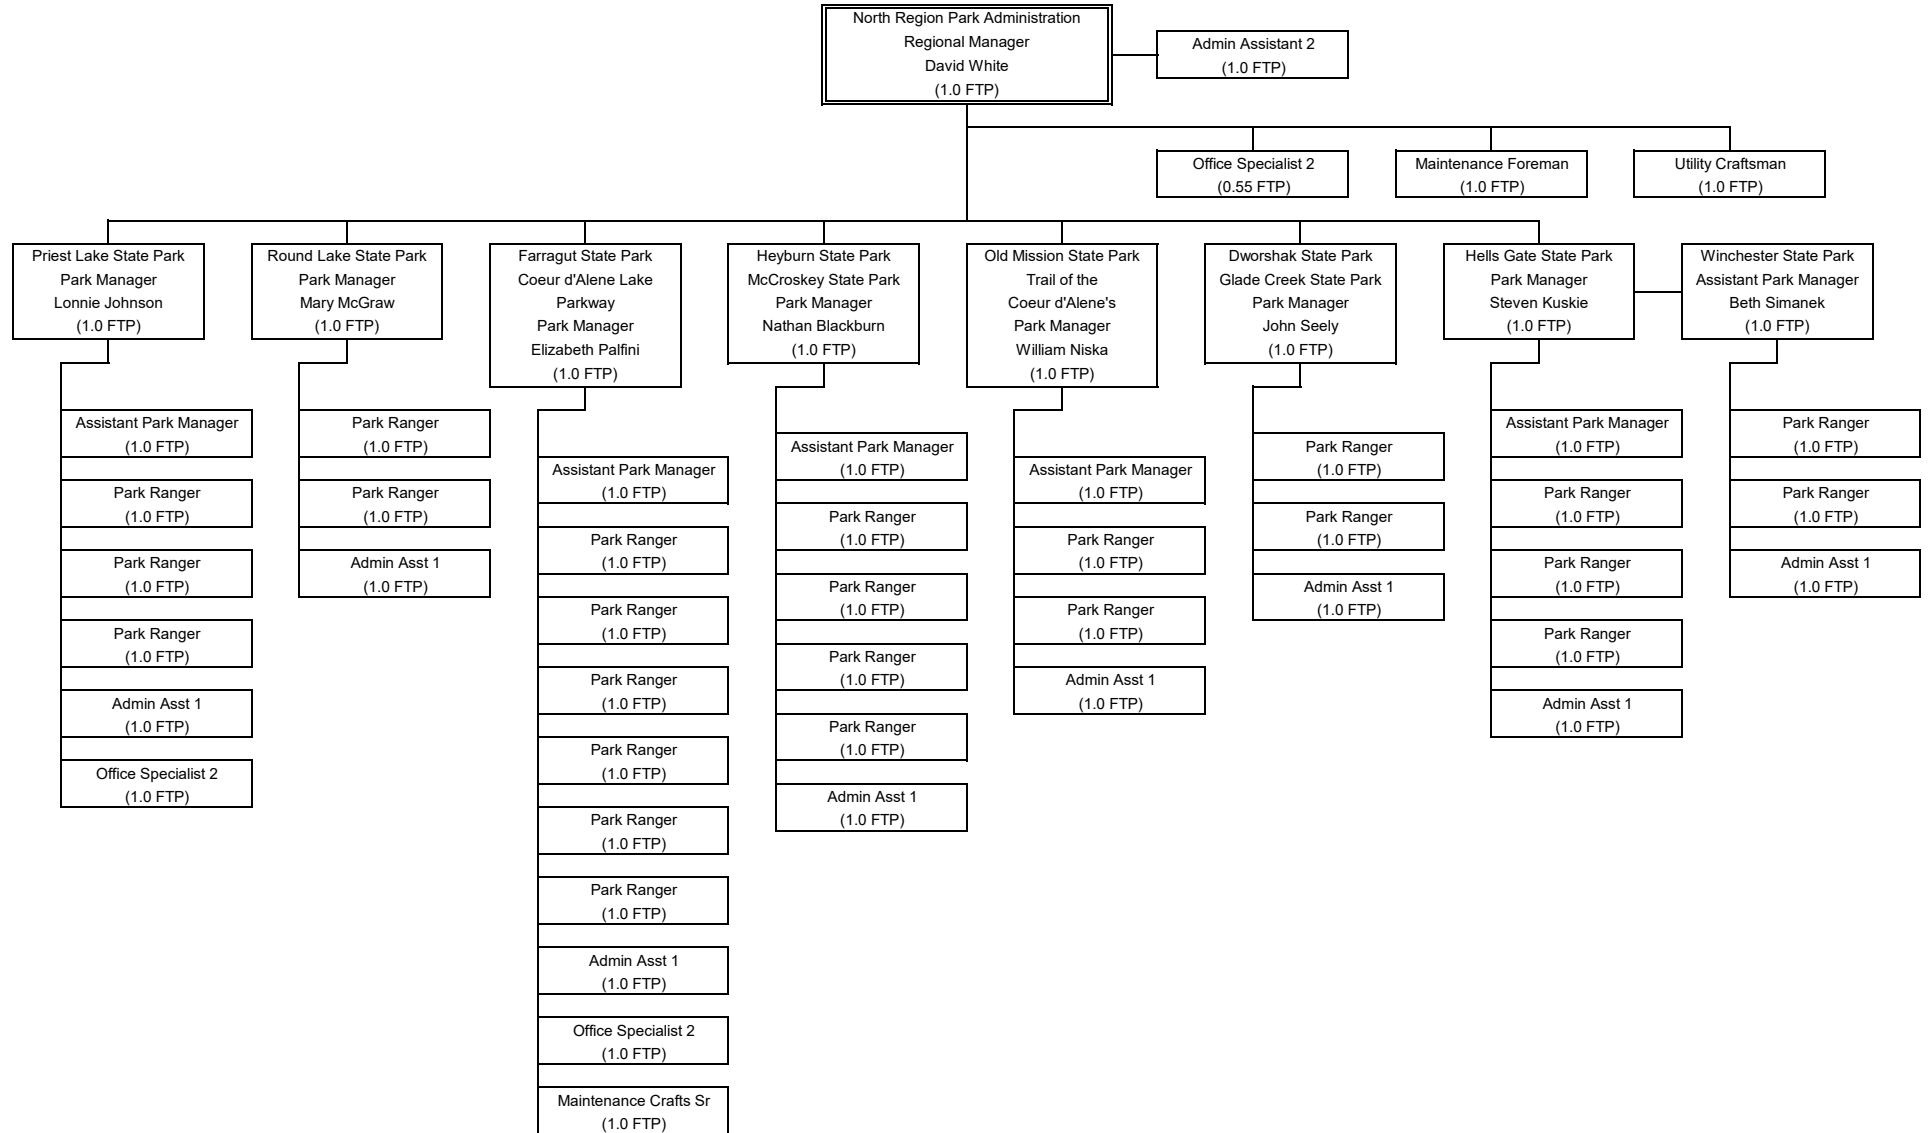 North Region Park Administration
Regional Manager
David White
(1.0 FTP)
Admin Assistant 2
(1.0 FTP)
Office Specialist 2
(0.55 FTP)
Maintenance Foreman
(1.0 FTP)
Utility Craftsman
(1.0 FTP)
Priest Lake State Park
Park Manager
Lonnie Johnson
(1.0 FTP)
Assistant Park Manager
(1.0 FTP)
Park Ranger
(1.0 FTP)
Park Ranger
(1.0 FTP)
Park Ranger
(1.0 FTP)
Admin Asst 1
(1.0 FTP)
Office Specialist 2
(1.0 FTP)
Round Lake State Park
Park Manager
Mary McGraw
(1.0 FTP)
Park Ranger
(1.0 FTP)
Park Ranger
(1.0 FTP)
Admin Asst 1
(1.0 FTP)
Farragut State Park
Coeur d'Alene Lake
Parkway
Park Manager
Elizabeth Palfini
(1.0 FTP)
Assistant Park Manager
(1.0 FTP)
Park Ranger
(1.0 FTP)
Park Ranger
(1.0 FTP)
Park Ranger
(1.0 FTP)
Park Ranger
(1.0 FTP)
Park Ranger
(1.0 FTP)
Park Ranger
(1.0 FTP)
Admin Asst 1
(1.0 FTP)
Office Specialist 2
(1.0 FTP)
Maintenance Crafts Sr
(1.0 FTP)
Heyburn State Park
McCroskey State Park
Park Manager
Nathan Blackburn
(1.0 FTP)
Assistant Park Manager
(1.0 FTP)
Park Ranger
(1.0 FTP)
Park Ranger
(1.0 FTP)
Park Ranger
(1.0 FTP)
Park Ranger
(1.0 FTP)
Admin Asst 1
(1.0 FTP)
Old Mission State Park
Trail of the
Coeur d'Alene's
Park Manager
William Niska
(1.0 FTP)
Assistant Park Manager
(1.0 FTP)
Park Ranger
(1.0 FTP)
Park Ranger
(1.0 FTP)
Admin Asst 1
(1.0 FTP)
Dworshak State Park
Glade Creek State Park
Park Manager
John Seely
(1.0 FTP)
Park Ranger
(1.0 FTP)
Park Ranger
(1.0 FTP)
Admin Asst 1
(1.0 FTP)
Hells Gate State Park
Park Manager
Steven Kuskie
(1.0 FTP)
Assistant Park Manager
(1.0 FTP)
Park Ranger
(1.0 FTP)
Park Ranger
(1.0 FTP)
Park Ranger
(1.0 FTP)
Admin Asst 1
(1.0 FTP)
Winchester State Park
Assistant Park Manager
Beth Simanek
(1.0 FTP)
Park Ranger
(1.0 FTP)
Park Ranger
(1.0 FTP)
Admin Asst 1
(1.0 FTP)